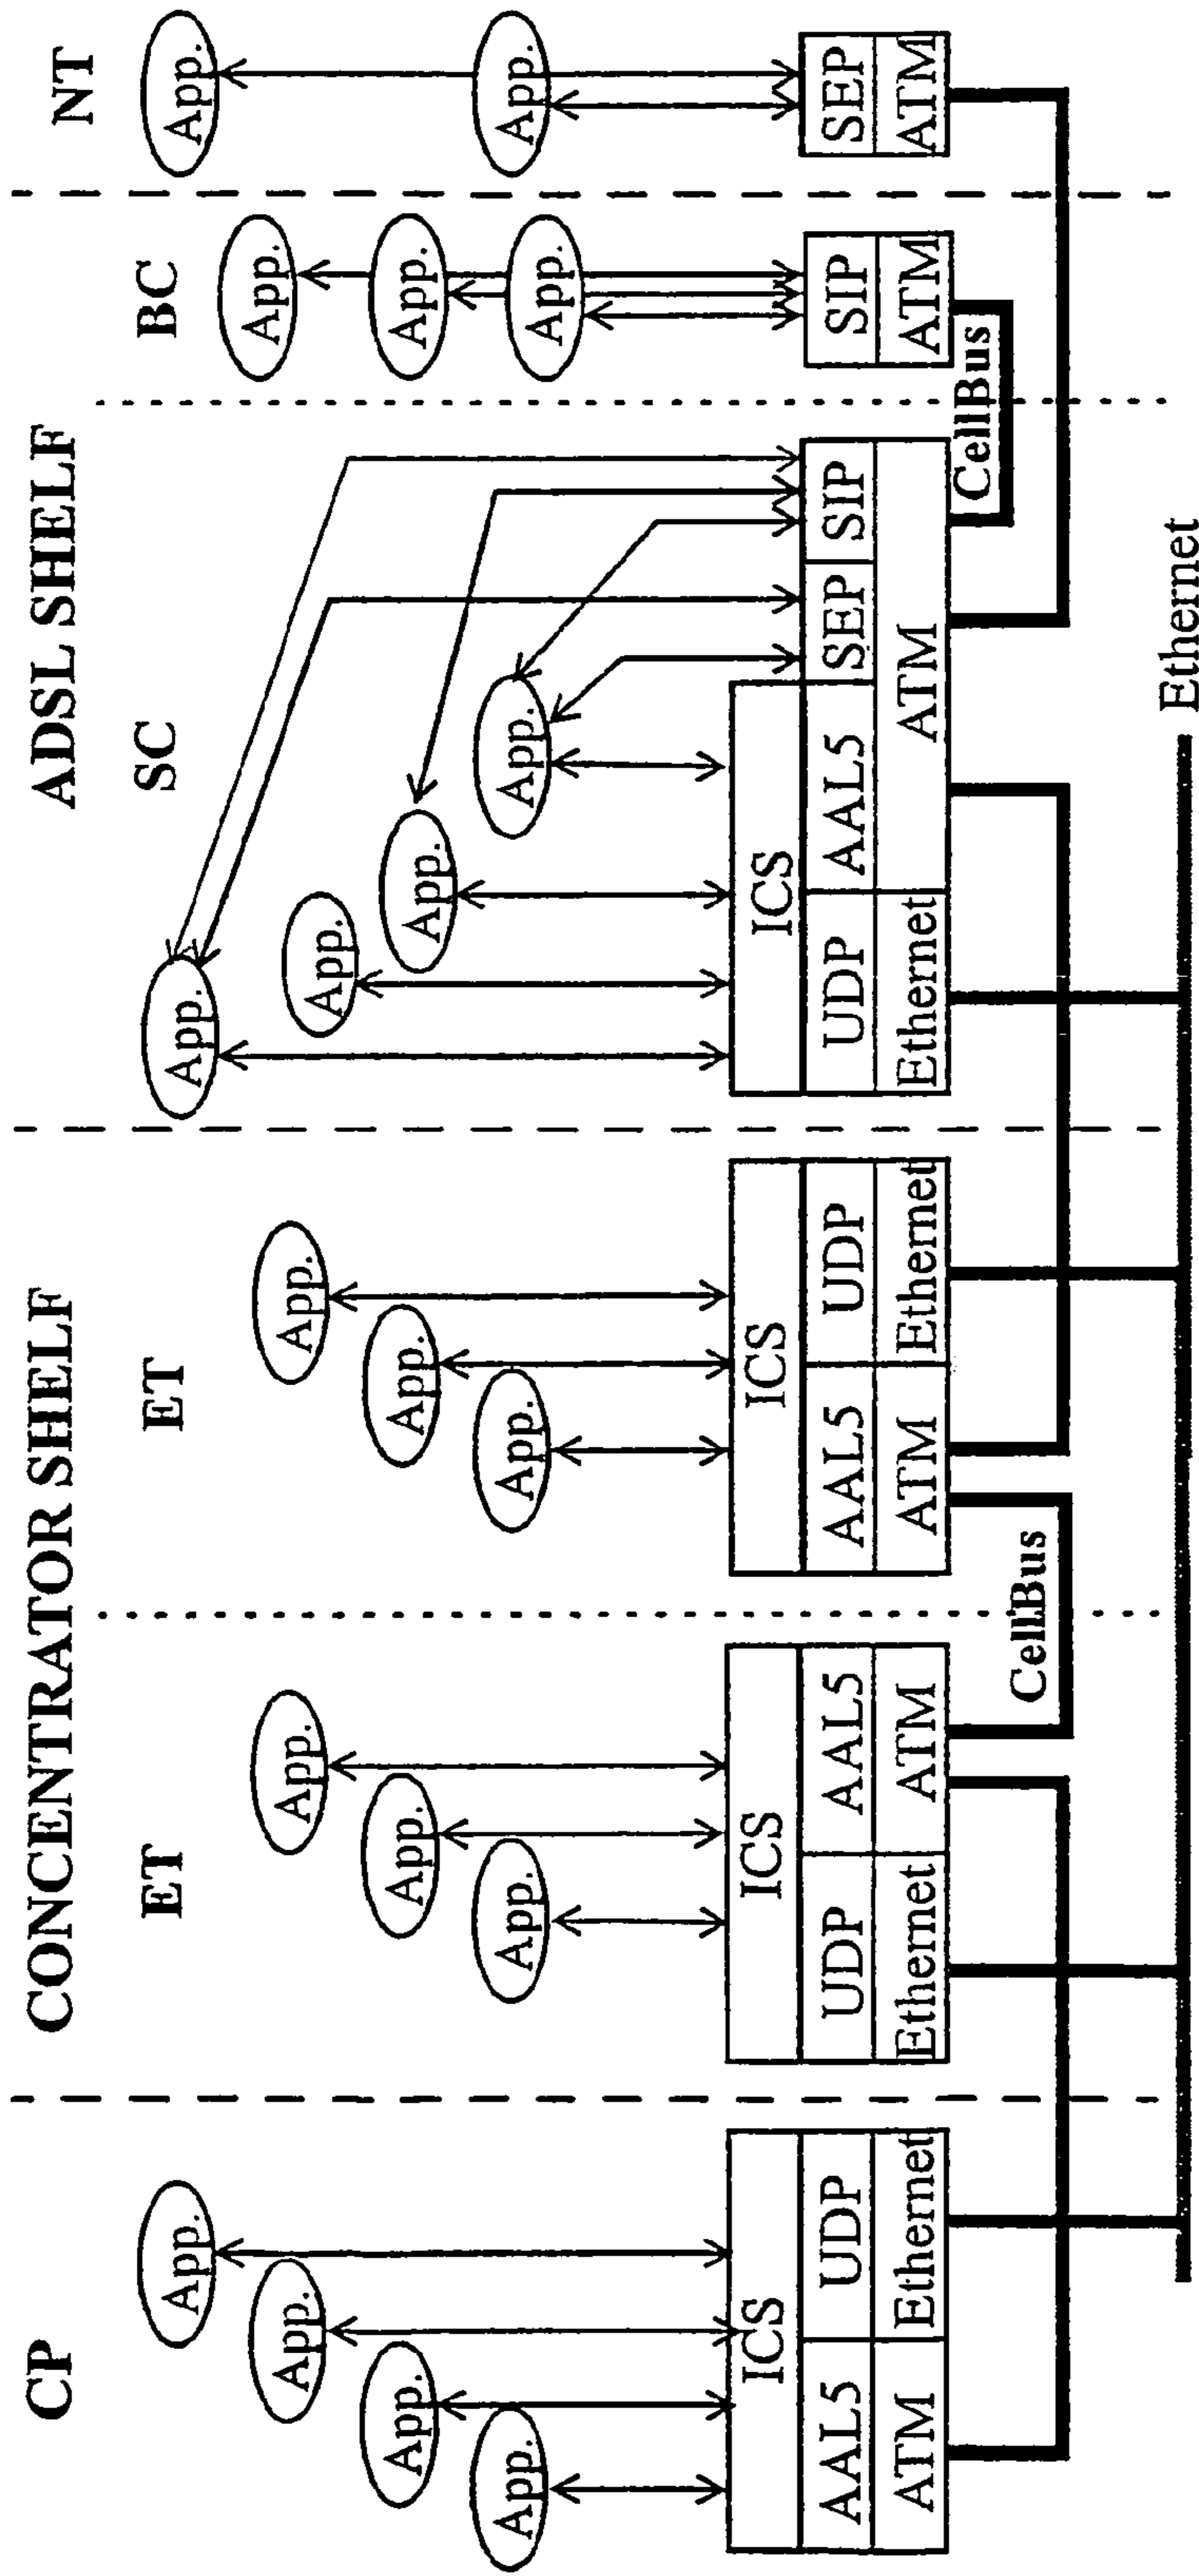 CP
App.
App.
App.
App.
ICS
AAL5 UDP
ATM Ethernet
CONCENTRATOR SHELF
ET
App.
App.
App.
ICS
UDP AAL5
Ethernet ATM
CellBus
ET
App.
App.
App.
ICS
AAL5 UDP
ATM Ethernet
ADSL SHELF
SC
App.
App.
App.
App.
ICS
UDP AAL5 SEP SIP
Ethernet ATM
CellBus
BC
App.
App.
App.
SIP
ATM
NT
App.
App.
SEP
ATM
Ethernet